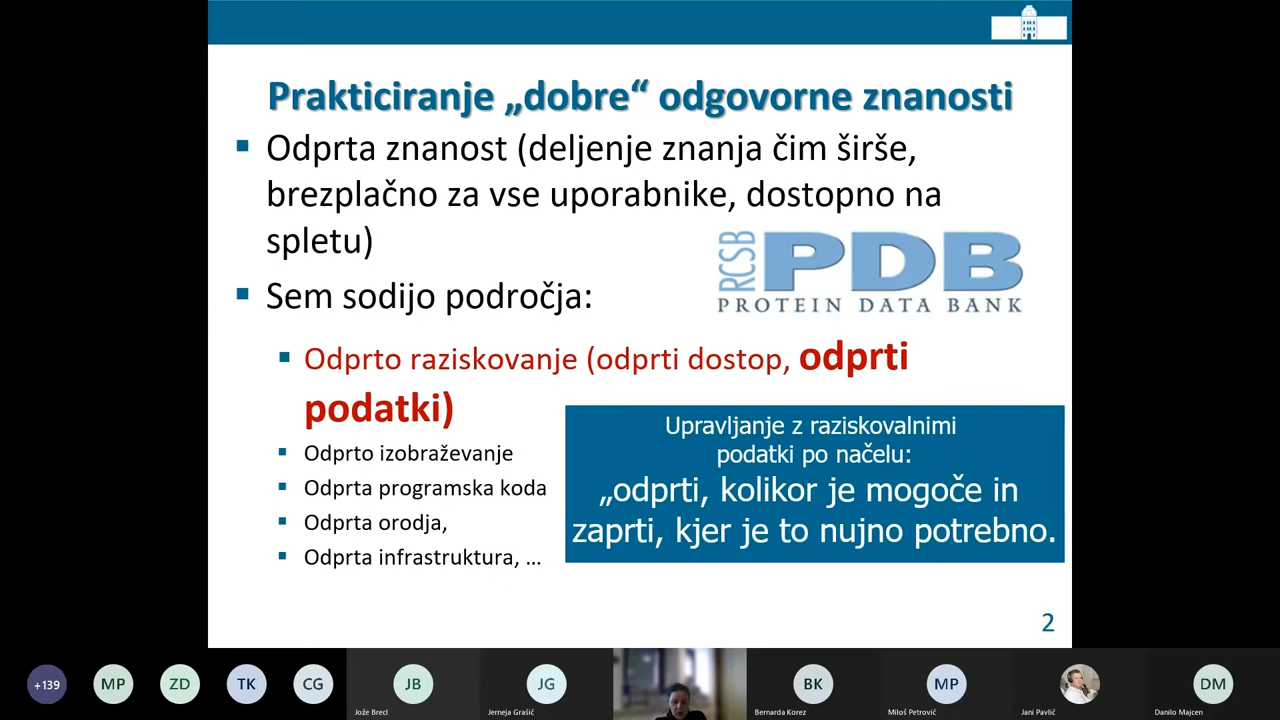 Prakticiranje „dobre“ odgovorne znanosti
Odprta znanost (deljenje znanja čim širše,
brezplačno za vse uporabnike, dostopno na
spletu)
RCSB PDB
PROTEIN DATA BANK
Sem sodijo področja:
Odprto raziskovanje (odprti dostop, odprti
podatki)
Odprto izobraževanje
Odprta programska koda
Odprta orodja,
Odprta infrastruktura, ...
Upravljanje z raziskovalnimi
podatki po načelu:
„odprti, kolikor je mogoče in
zaprti, kjer je to nujno potrebno.
2
+139 MP ZD TK CG JB JG BK MP DM
Jože Brecl Jerneja Grašič Bernarda Korez Miloš Petrovič Jani Pavlič Danilo Majcen